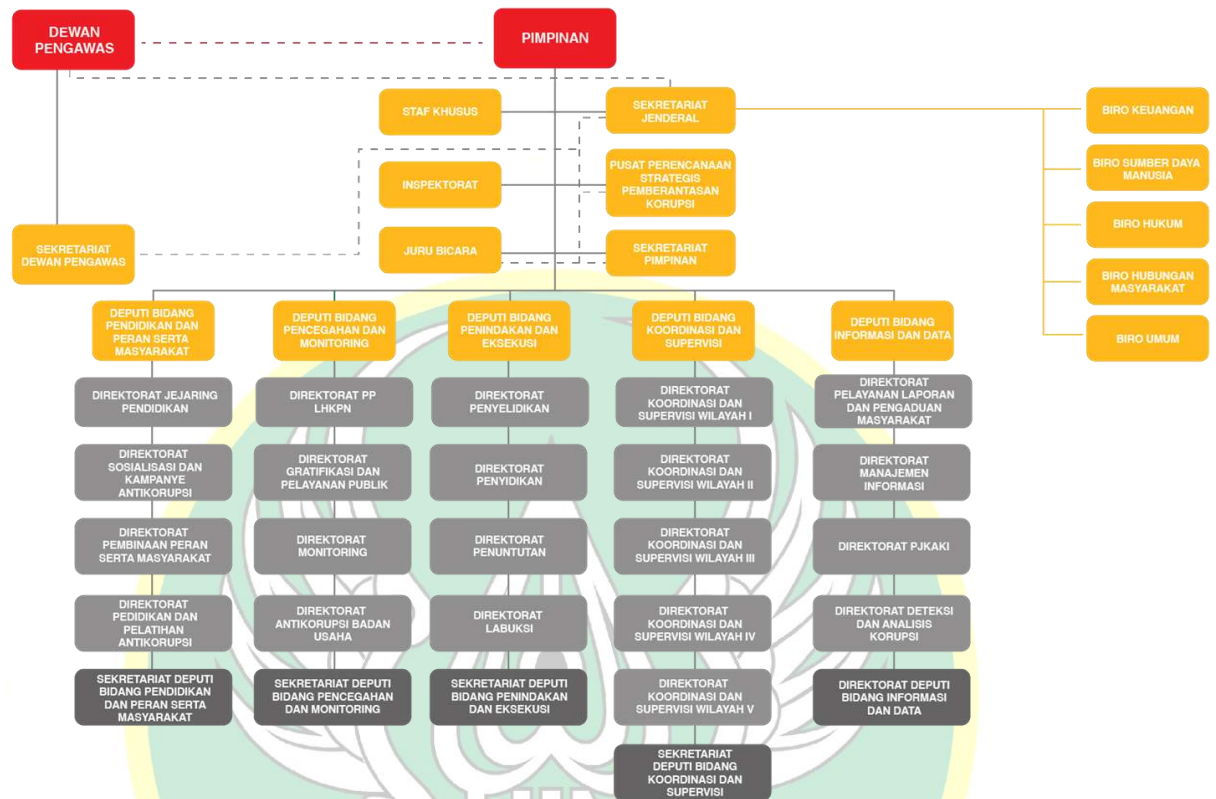 DEWAN
PENGAWAS
PIMPINAN
STAF KHUSUS
SEKRETARIAT
JENDERAL
BIRO KEUANGAN
INSPEKTORAT
PUSAT PERENCANAAN
STRATEGIS
PEMBERANTASAN
KORUPSI
BIRO SUMBER DAYA
MANUSIA
BIRO HUKUM
SEKRETARIAT
DEWAN PENGAWAS
JURU BICARA
SEKRETARIAT
PIMPINAN
BIRO HUBUNGAN
MASYARAKAT
BIRO UMUM
DEPUTI BIDANG
PENDIDIKAN DAN
PERAN SERTA
MASYARAKAT
DEPUTI BIDANG
PENCEGAHAN DAN
MONITORING
DEPUTI BIDANG
PENINDAKAN DAN
EKSEKUSI
DEPUTI BIDANG
KOORDINASI DAN
SUPERVISI
DEPUTI BIDANG
INFORMASI DAN DATA
DIREKTORAT JEJARING
PENDIDIKAN
DIREKTORAT PP
LHKPN
DIREKTORAT
PENYELIDIKAN
DIREKTORAT
KOORDINASI DAN
SUPERVISI WILAYAH I
DIREKTORAT
PELAYANAN LAPORAN
DAN PENGADUAN
MASYARAKAT
DIREKTORAT
SOSIALISASI DAN
KAMPANYE
ANTIKORUPSI
DIREKTORAT
GRATIFIKASI DAN
PELAYANAN PUBLIK
DIREKTORAT
PENYIDIKAN
DIREKTORAT
KOORDINASI DAN
SUPERVISI WILAYAH II
DIREKTORAT
MANAJEMEN
INFORMASI
DIREKTORAT
PEMBINAAN PERAN
SERTA MASYARAKAT
DIREKTORAT
MONITORING
DIREKTORAT
PENUNTUTAN
DIREKTORAT
KOORDINASI DAN
SUPERVISI WILAYAH III
DIREKTORAT PJKAKI
DIREKTORAT
PEDIDIKAN DAN
PELATIHAN
ANTIKORUPSI
DIREKTORAT
ANTIKORUPSI BADAN
USAHA
DIREKTORAT
LABUKSI
DIREKTORAT
KOORDINASI DAN
SUPERVISI WILAYAH IV
DIREKTORAT DETEKSI
DAN ANALISIS
KORUPSI
SEKRETARIAT DEPUTI
BIDANG PENDIDIKAN
DAN PERAN SERTA
MASYARAKAT
SEKRETARIAT DEPUTI
BIDANG PENCEGAHAN
DAN MONITORING
SEKRETARIAT DEPUTI
BIDANG PENINDAKAN
DAN EKSEKUSI
DIREKTORAT
KOORDINASI DAN
SUPERVISI WILAYAH V
DIREKTORAT DEPUTI
BIDANG INFORMASI
DAN DATA
SEKRETARIAT
DEPUTI BIDANG
KOORDINASI DAN
SUPERVISI